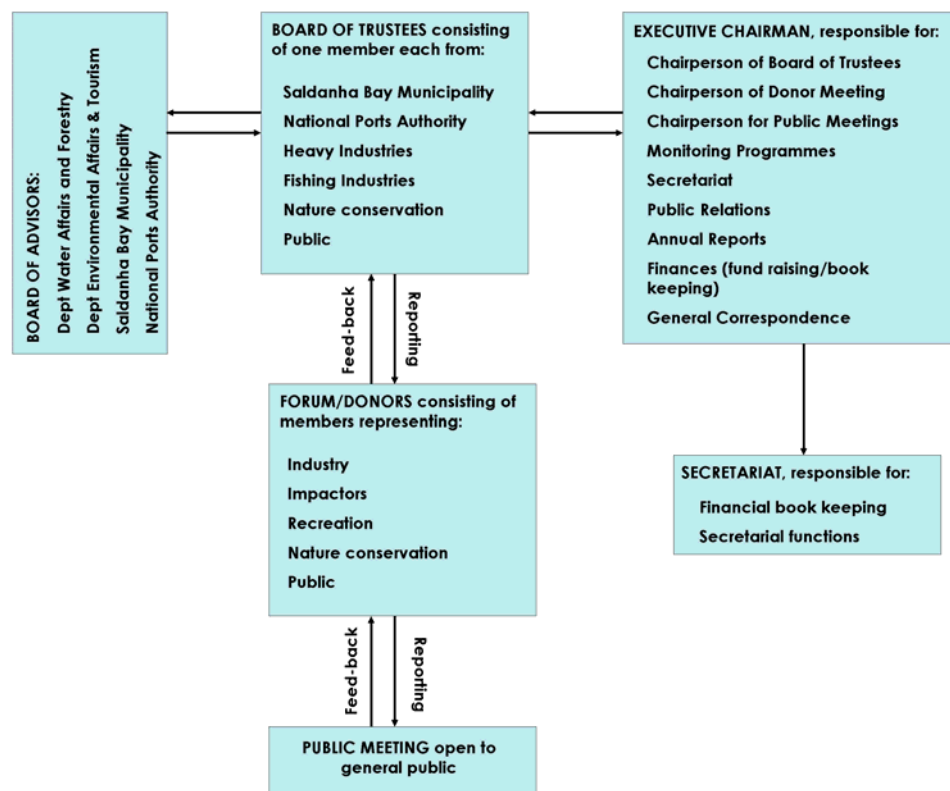 BOARD OF ADVISORS:
Dept Water Affairs and Forestry
Dept Environmental Affairs & Tourism
Saldanha Bay Municipality
National Ports Authority
BOARD OF TRUSTEES consisting
of one member each from:
Saldanha Bay Municipality
National Ports Authority
Heavy Industries
Fishing Industries
Nature conservation
Public
EXECUTIVE CHAIRMAN, responsible for:
Chairperson of Board of Trustees
Chairperson of Donor Meeting
Chairperson for Public Meetings
Monitoring Programmes
Secretariat
Public Relations
Annual Reports
Finances (fund raising/book
keeping)
General Correspondence
Feed-back
Reporting
FORUM/DONORS consisting of
members representing:
Industry
Impactors
Recreation
Nature conservation
Public
SECRETARIAT, responsible for:
Financial book keeping
Secretarial functions
Feed-back
Reporting
PUBLIC MEETING open to
general public